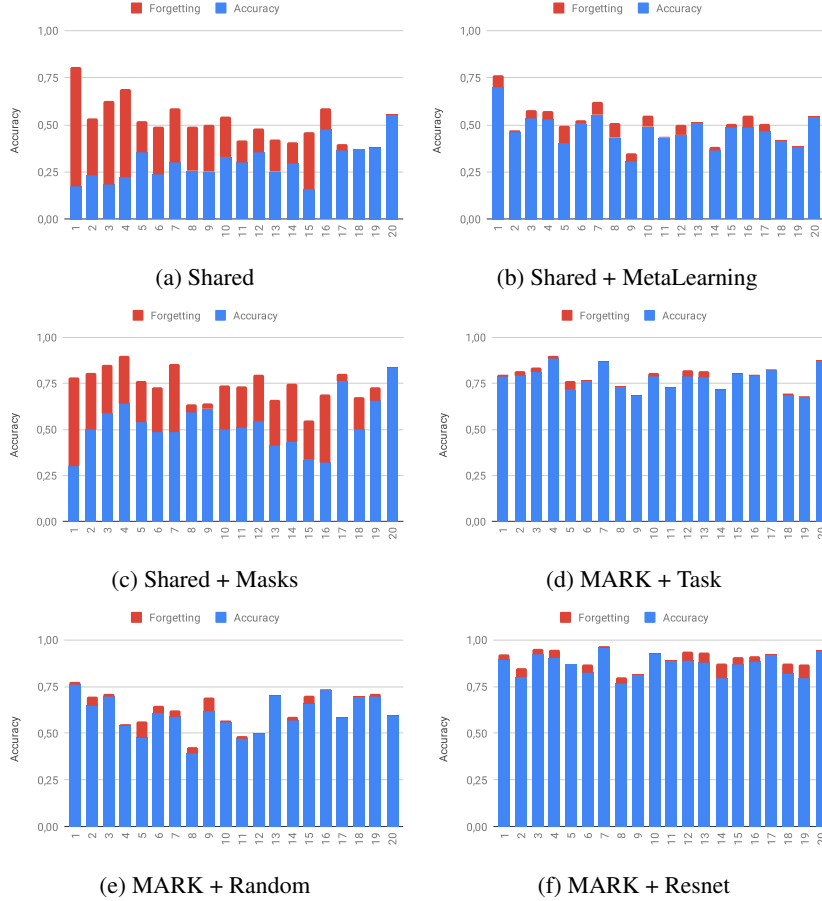 Forgetting Accuracy
Accuracy
1,00
0,75
0,50
0,25
0,00
1 2 3 4 5 6 7 8 9 10 11 12 13 14 15 16 17 18 19 20
(a) Shared
Forgetting Accuracy
Accuracy
1,00
0,75
0,50
0,25
0,00
1 2 3 4 5 6 7 8 9 10 11 12 13 14 15 16 17 18 19 20
(b) Shared + MetaLearning
Forgetting Accuracy
Accuracy
1,00
0,75
0,50
0,25
0,00
1 2 3 4 5 6 7 8 9 10 11 12 13 14 15 16 17 18 19 20
(c) Shared + Masks
Forgetting Accuracy
Accuracy
1,00
0,75
0,50
0,25
0,00
1 2 3 4 5 6 7 8 9 10 11 12 13 14 15 16 17 18 19 20
(d) MARK + Task
Forgetting Accuracy
Accuracy
1,00
0,75
0,50
0,25
0,00
1 2 3 4 5 6 7 8 9 10 11 12 13 14 15 16 17 18 19 20
(e) MARK + Random
Forgetting Accuracy
Accuracy
1,00
0,75
0,50
0,25
0,00
1 2 3 4 5 6 7 8 9 10 11 12 13 14 15 16 17 18 19 20
(f) MARK + Resnet